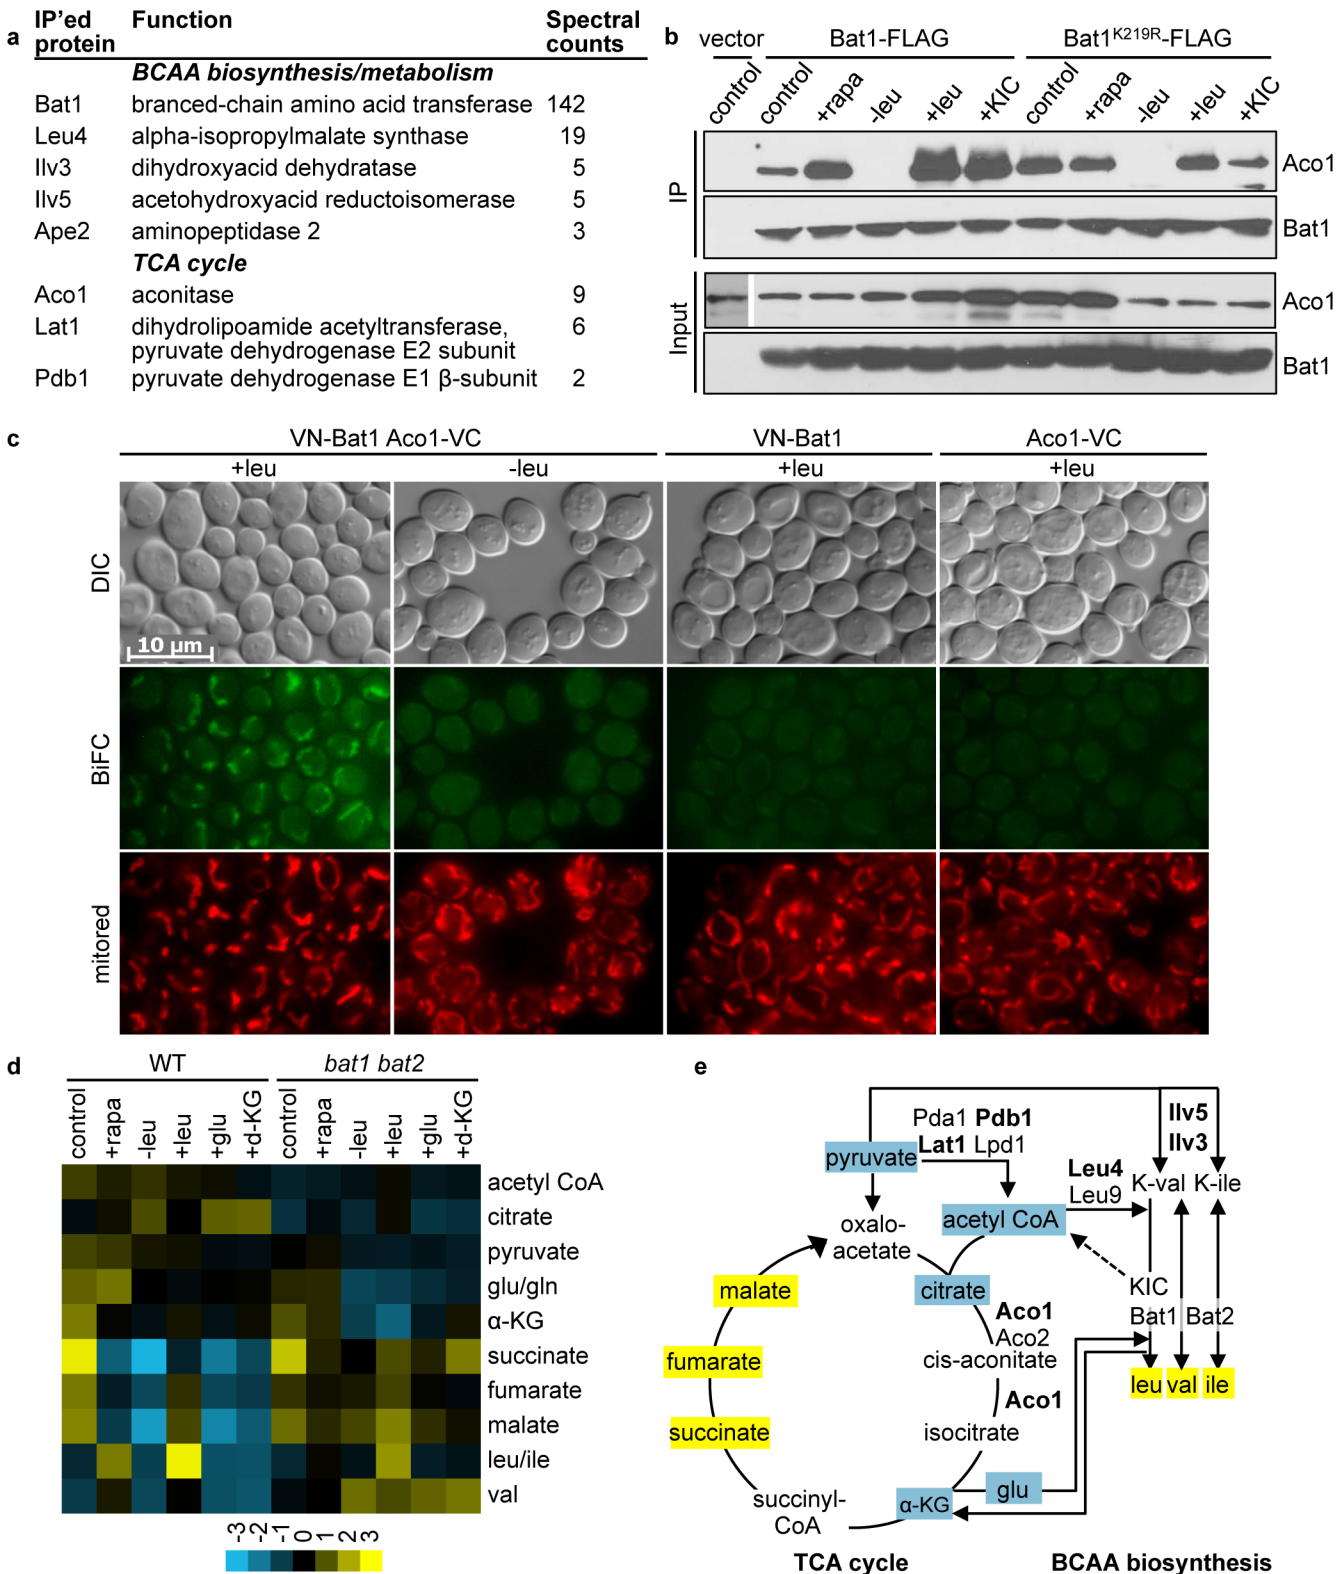 a
IP'ed protein Function Spectral counts
BCAA biosynthesis/metabolism
Bat1 branced-chain amino acid transferase 142
Leu4 alpha-isopropylmalate synthase 19
Ilv3 dihydroxyacid dehydratase 5
Ilv5 acetohydroxyacid reductoisomerase 5
Ape2 aminopeptidase 2 3
TCA cycle
Aco1 aconitase 9
Lat1 dihydrolipoamide acetyltransferase, 6
pyruvate dehydrogenase E2 subunit
Pdb1 pyruvate dehydrogenase E1 β-subunit 2
b
vector Bat1-FLAG Bat1K219R-FLAG
control control +rapa -leu +leu +KIC control +rapa -leu +leu +KIC
IP
Aco1
Bat1
Input
Aco1
Bat1
c
VN-Bat1 Aco1-VC VN-Bat1 Aco1-VC
+leu -leu +leu +leu
DIC
10 µm
BiFC
mitored
d
WT bat1 bat2
control +rapa -leu +leu +glu +d-KG control +rapa -leu +leu +glu +d-KG
acetyl CoA
citrate
pyruvate
glu/gln
α-KG
succinate
fumarate
malate
leu/ile
val
-3 -2 -1 0 1 2 3
e
Pda1 Pdb1
Lat1 Lpd1
pyruvate
Ilv5
Ilv3
Leu4
Leu9
K-val K-ile
oxalo-
acetate
acetyl CoA
malate
citrate
KIC
Bat1 Bat2
Aco1
Aco2
cis-aconitate
fumarate
leu val ile
Aco1
succinate
isocitrate
succinyl-
CoA
α-KG
glu
TCA cycle BCAA biosynthesis